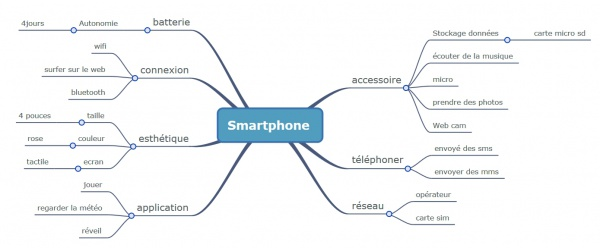 Smartphone
batterie
Autonomie
4jours
connexion
wifi
surfer sur le web
bluetooth
esthétique
taille
4 pouces
couleur
rose
ecran
tactile
application
jouer
regarder la météo
réveil
accessoire
Stockage données
carte micro sd
écouter de la musique
micro
prendre des photos
Web cam
téléphoner
envoyé des sms
envoyer des mms
réseau
opérateur
carte sim